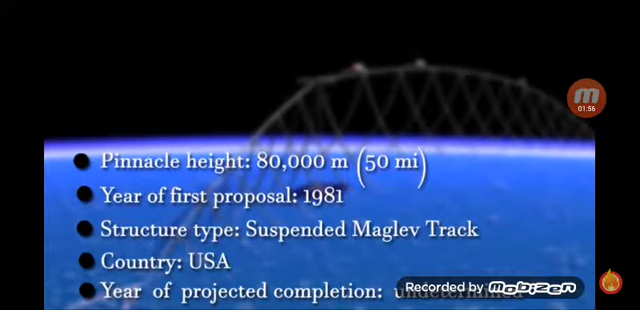 Pinnacle height: 80,000 m (50 mi)
Year of first proposal: 1981
Structure type: Suspended Maglev Track
Country: USA
Year of projected completion: undetermined
Recorded by Mobizen
m
01:56